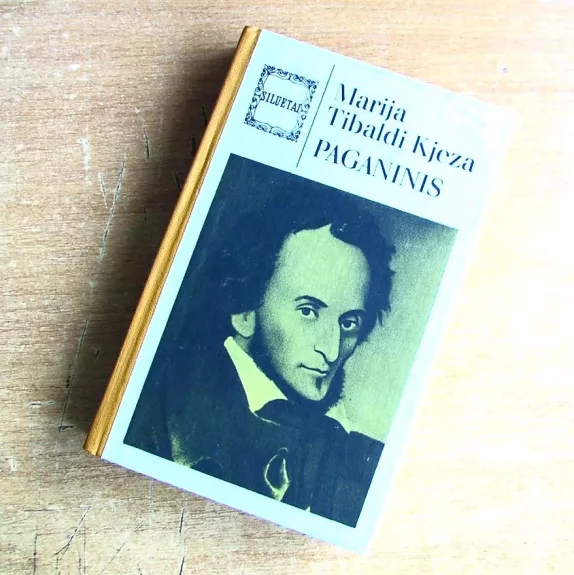 SILUETAI
Marija
Tibaldi Kjeza
PAGANINIS